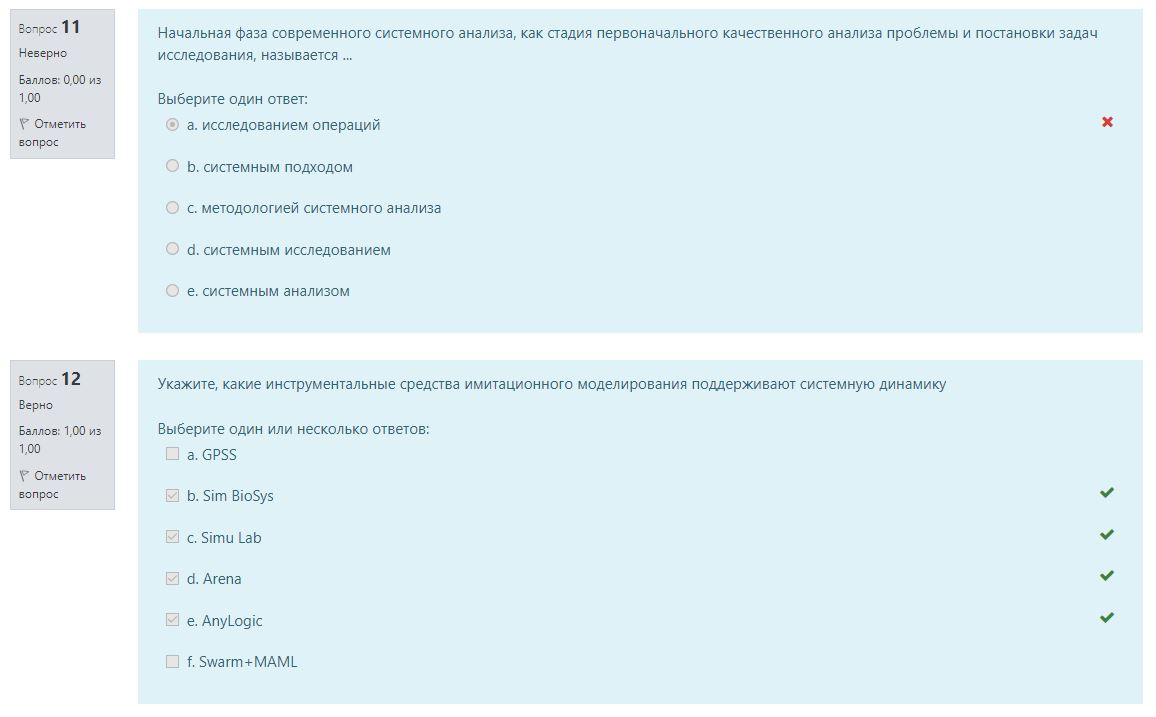 Вопрос 11
Неверно
Баллов: 0,00 из
1,00
Отметить
вопрос
Начальная фаза современного системного анализа, как стадия первоначального качественного анализа проблемы и постановки задач
исследования, называется ...
Выберите один ответ:
a. исследованием операций
b. системным подходом
c. методологией системного анализа
d. системным исследованием
e. системным анализом
Вопрос 12
Верно
Баллов: 1,00 из
1,00
Отметить
вопрос
Укажите, какие инструментальные средства имитационного моделирования поддерживают системную динамику
Выберите один или несколько ответов:
a. GPSS
b. Sim BioSys
c. Simu Lab
d. Arena
e. AnyLogic
f. Swarm+MAML